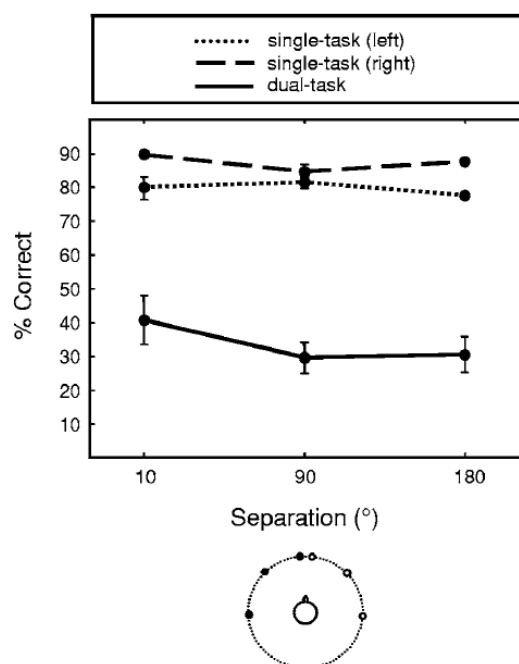 single-task (left)
single-task (right)
dual-task
90
80
70
60
50
40
30
20
10
% Correct
10 90 180
Separation (°)